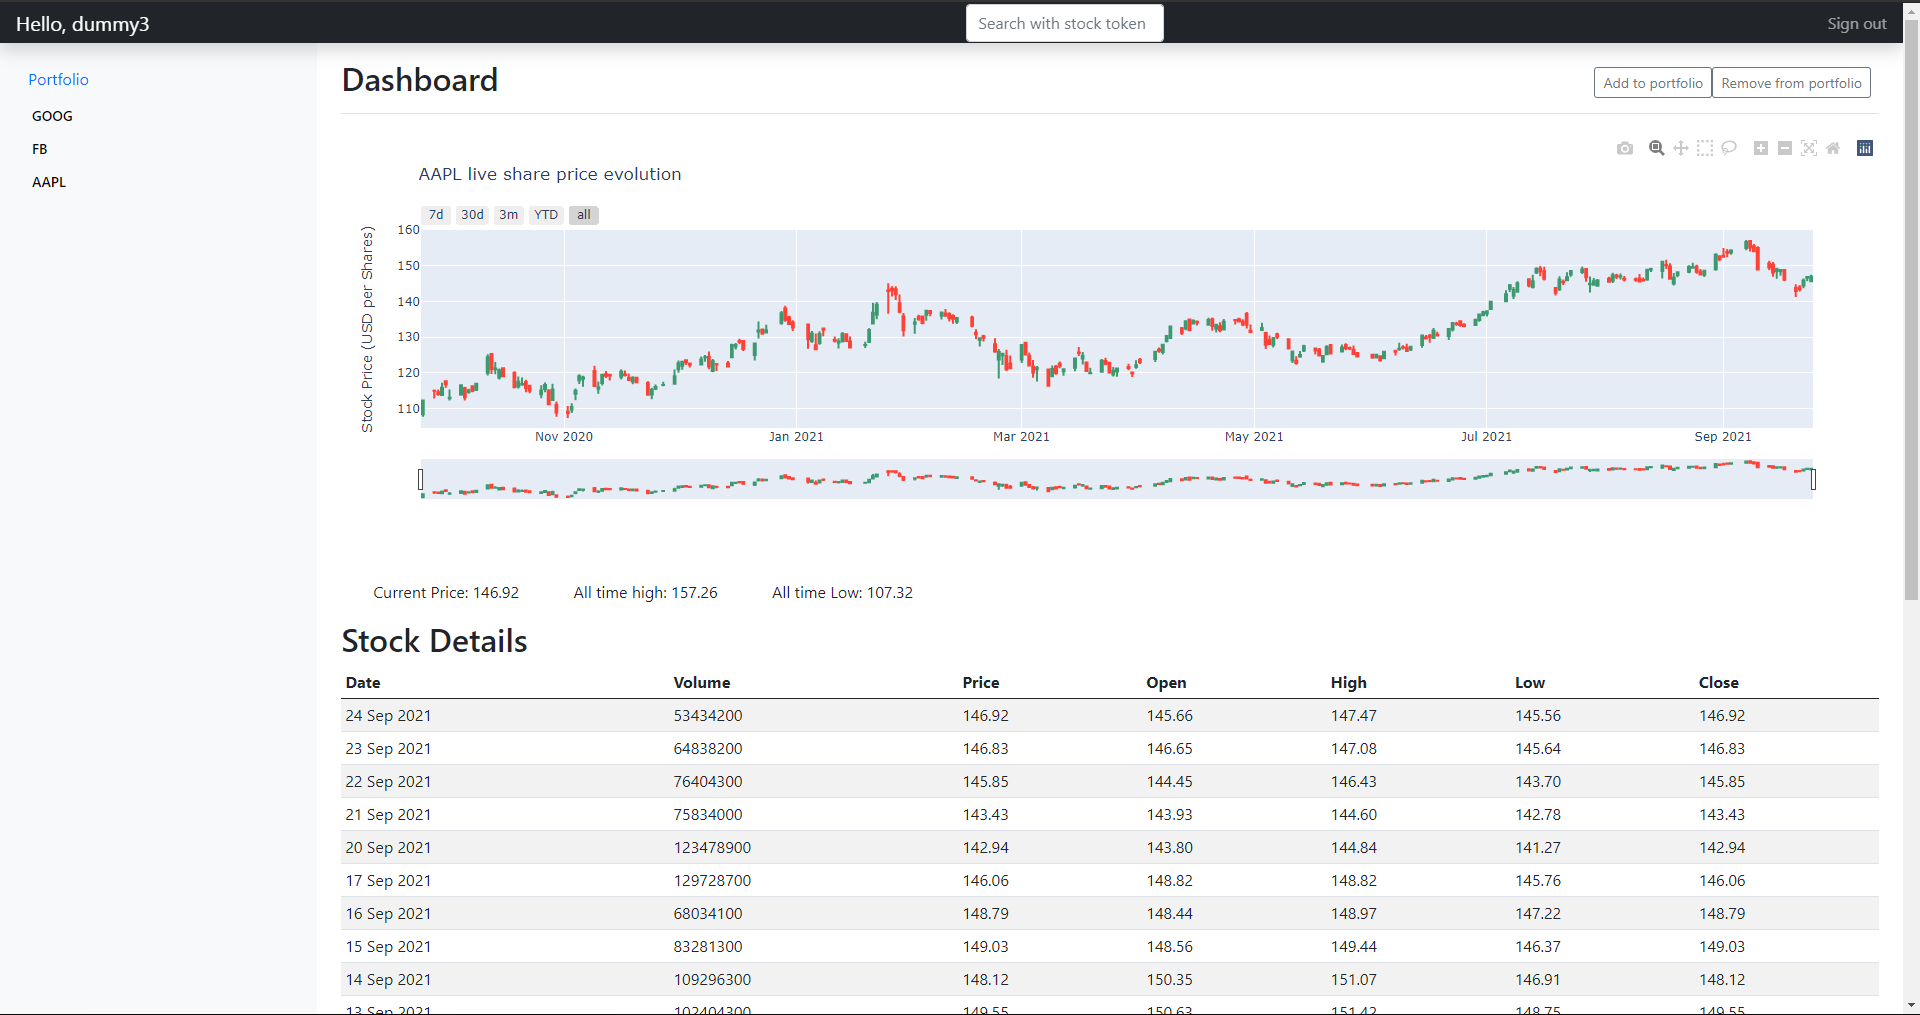 Hello, dummy3
Search with stock token
Sign out
Portfolio
GOOG
FB
AAPL
Dashboard
Add to portfolio Remove from portfolio
AAPL live share price evolution
7d 30d 3m YTD all
Stock Price (USD per Shares)
160
150
140
130
120
110
Nov 2020 Jan 2021 Mar 2021 May 2021 Jul 2021 Sep 2021
Current Price: 146.92 All time high: 157.26 All time Low: 107.32
Stock Details
Date Volume Price Open High Low Close
24 Sep 2021 53434200 146.92 145.66 147.47 145.56 146.92
23 Sep 2021 64838200 146.83 146.65 147.08 145.64 146.83
22 Sep 2021 76404300 145.85 144.45 146.43 143.70 145.85
21 Sep 2021 75834000 143.43 143.93 144.60 142.78 143.43
20 Sep 2021 123478900 142.94 143.80 144.84 141.27 142.94
17 Sep 2021 129728700 146.06 148.82 148.82 145.76 146.06
16 Sep 2021 68034100 148.79 148.44 148.97 147.22 148.79
15 Sep 2021 83281300 149.03 148.56 149.44 146.37 149.03
14 Sep 2021 109296300 148.12 150.35 151.07 146.91 148.12
13 Sep 2021 102404300 149.55 150.63 151.42 148.75 149.55